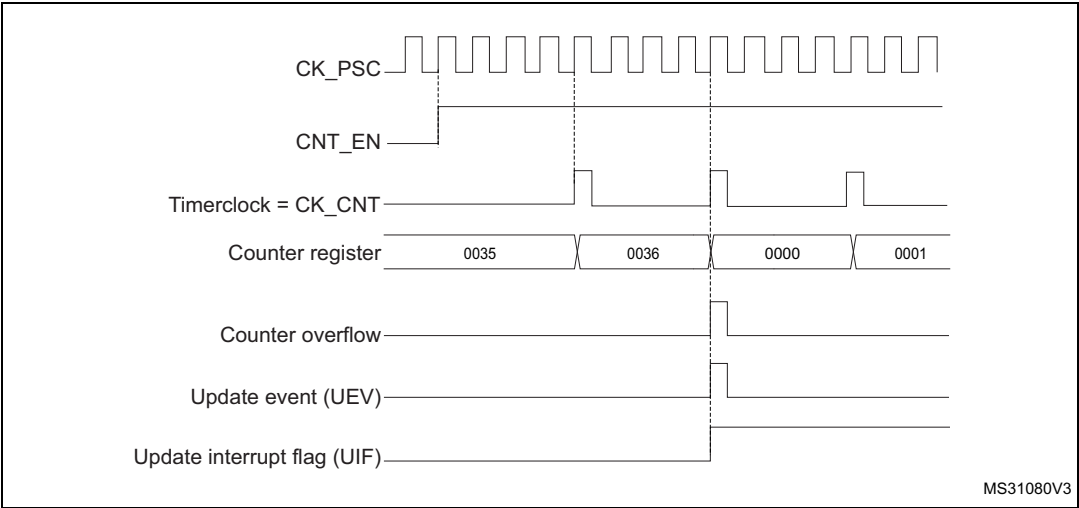 CK_PSC
CNT_EN
Timerclock = CK_CNT
Counter register 0035 0036 0000 0001
Counter overflow
Update event (UEV)
Update interrupt flag (UIF)
MS31080V3